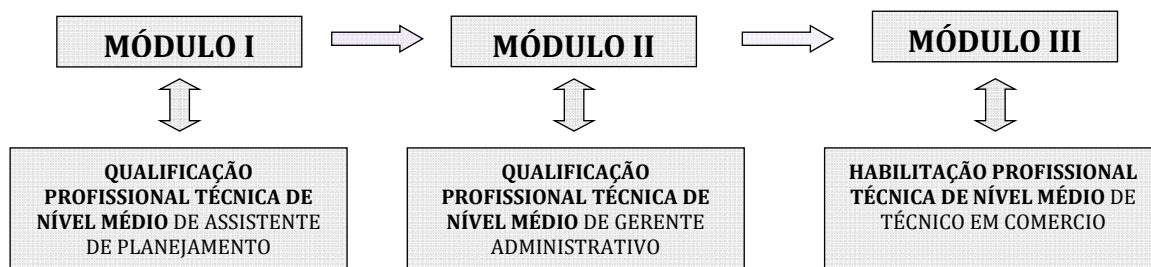 MÓDULO I
MÓDULO II
MÓDULO III
QUALIFICAÇÃO
PROFISSIONAL TÉCNICA DE
NÍVEL MÉDIO DE ASSISTENTE
DE PLANEJAMENTO
QUALIFICAÇÃO
PROFISSIONAL TÉCNICA DE
NÍVEL MÉDIO DE GERENTE
ADMINISTRATIVO
HABILITAÇÃO PROFISSIONAL
TÉCNICA DE NÍVEL MÉDIO DE
TÉCNICO EM COMERCIO